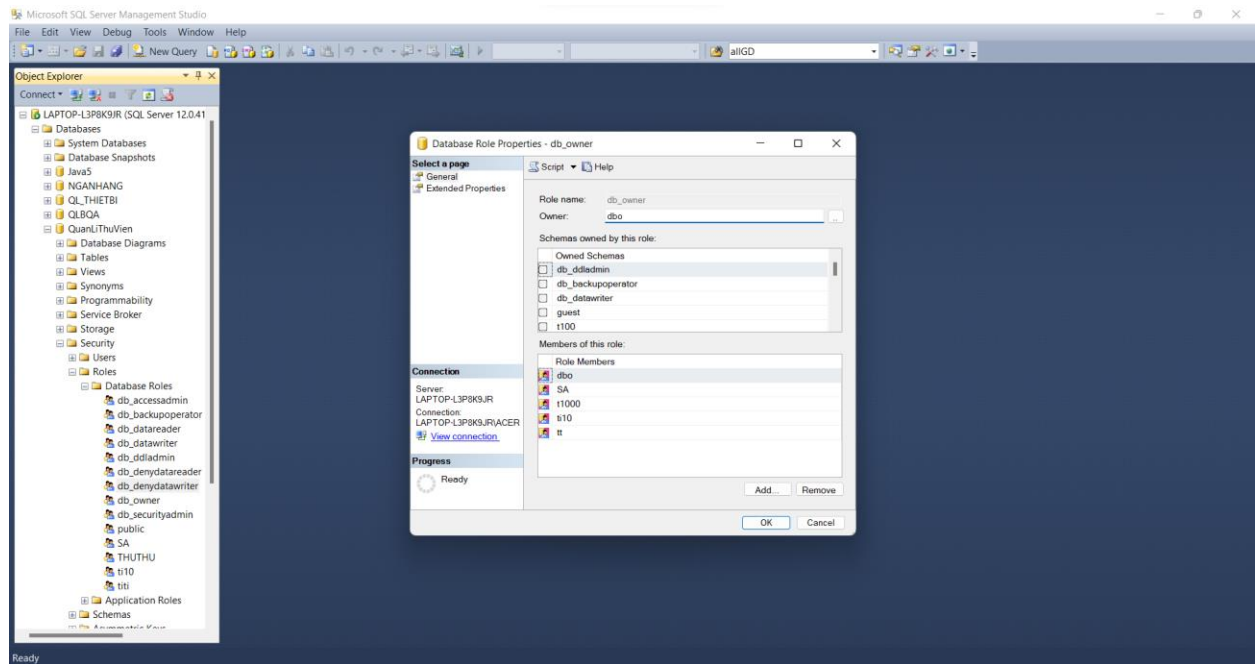 Microsoft SQL Server Management Studio
File Edit View Debug Tools Window Help
New Query allGD
Object Explorer
Connect
LAPTOP-L3P8K9JR (SQL Server 12.0.41
Databases
System Databases
Database Snapshots
Java5
NGANHANG
QL_THIETBI
QLBQA
QuanLiThuVien
Database Diagrams
Tables
Views
Synonyms
Programmability
Service Broker
Storage
Security
Users
Roles
Database Roles
db_accessadmin
db_backupoperator
db_datareader
db_datawriter
db_ddladmin
db_denydatareader
db_denydatawriter
db_owner
db_securityadmin
public
SA
THUTHU
ti10
titi
Application Roles
Schemas
Asymmetric Keys
Ready
Database Role Properties - db_owner
Select a page
General
Extended Properties
Connection
Server:
LAPTOP-L3P8K9JR
Connection:
LAPTOP-L3P8K9JR\ACER
View connection
Progress
Ready
Script Help
Role name: db_owner
Owner: dbo
...
Schemas owned by this role:
Owned Schemas
db_ddladmin
db_backupoperator
db_datawriter
guest
t100
Members of this role:
Role Members
dbo
SA
t1000
ti10
tt
Add... Remove
OK Cancel